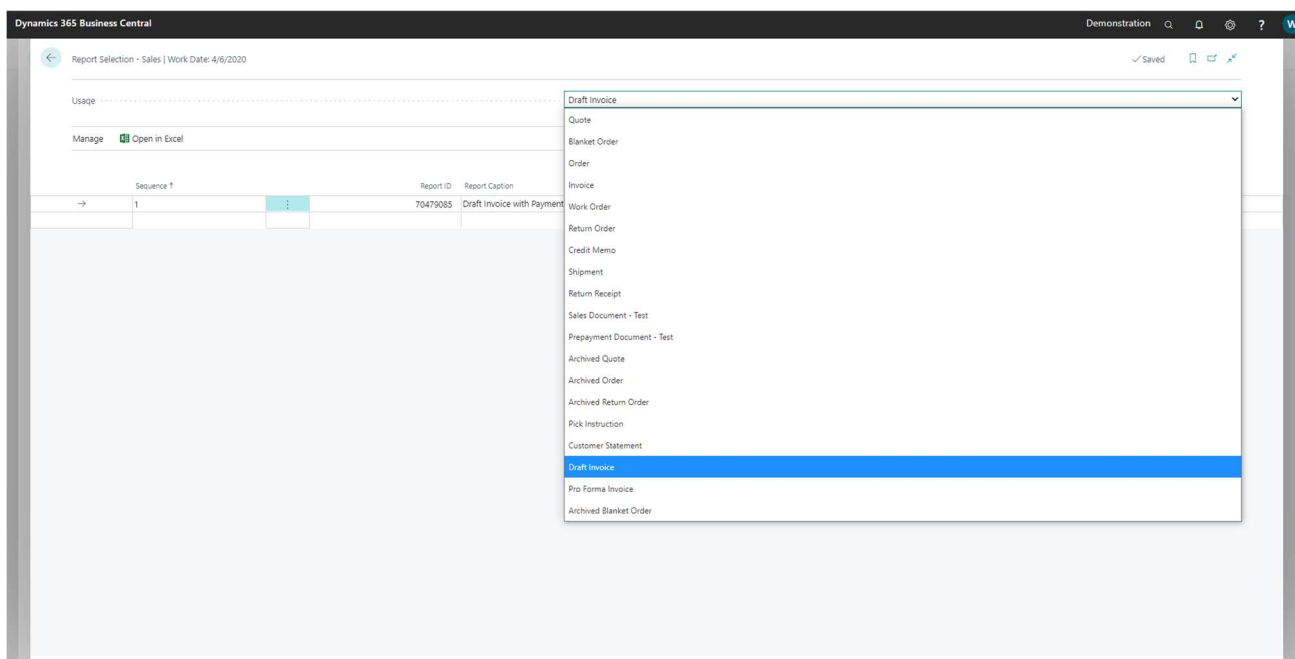 Dynamics 365 Business Central Demonstration ? W
Report Selection - Sales | Work Date: 4/6/2020 ✓ Saved
Usage Draft Invoice
Quote
Blanket Order
Order
Manage Open in Excel
Invoice
Work Order
Return Order
Credit Memo
Shipment
Return Receipt
Sales Document - Test
Prepayment Document - Test
Archived Quote
Archived Order
Archived Return Order
Pick Instruction
Customer Statement
Draft Invoice
Pro Forma Invoice
Archived Blanket Order
Sequence ↑ Report ID Report Caption
→ 1 70479085 Draft Invoice with Payment